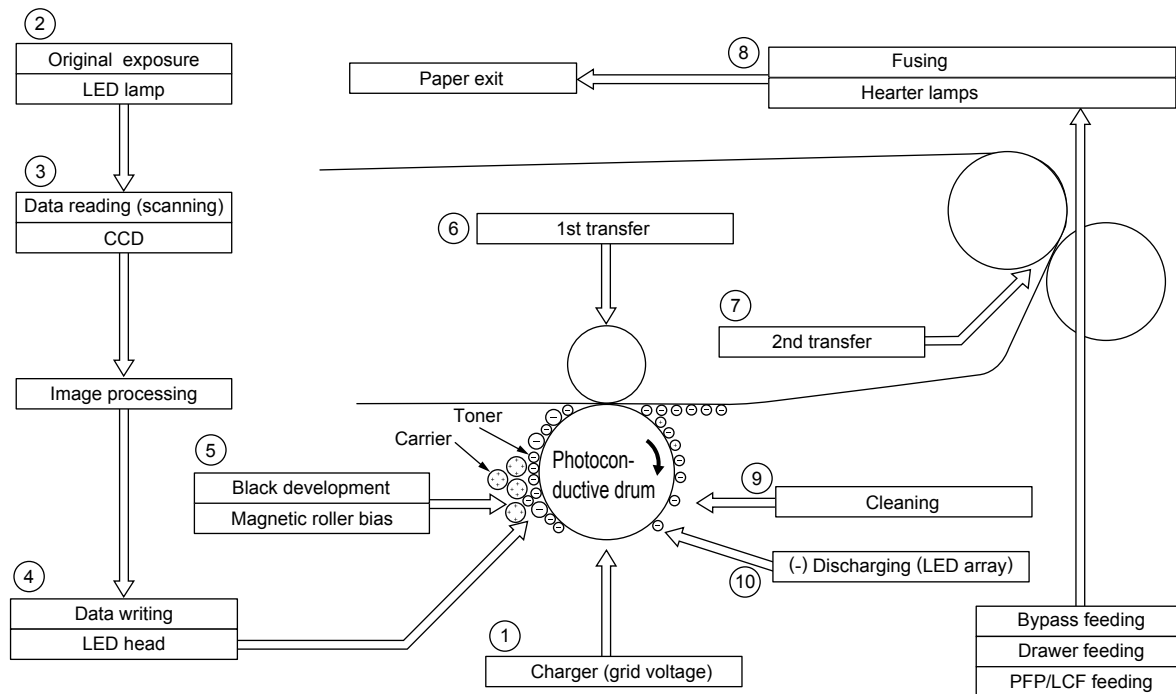 2
Original exposure
LED lamp
3
Data reading (scanning)
CCD
Image processing
4
Data writing
LED head
8
Fusing
Hearter lamps
Paper exit
6
1st transfer
7
2nd transfer
Toner
Carrier
5
Black development
Magnetic roller bias
Photocon-
ductive drum
9
Cleaning
10
(-) Discharging (LED array)
1
Charger (grid voltage)
Bypass feeding
Drawer feeding
PFP/LCF feeding